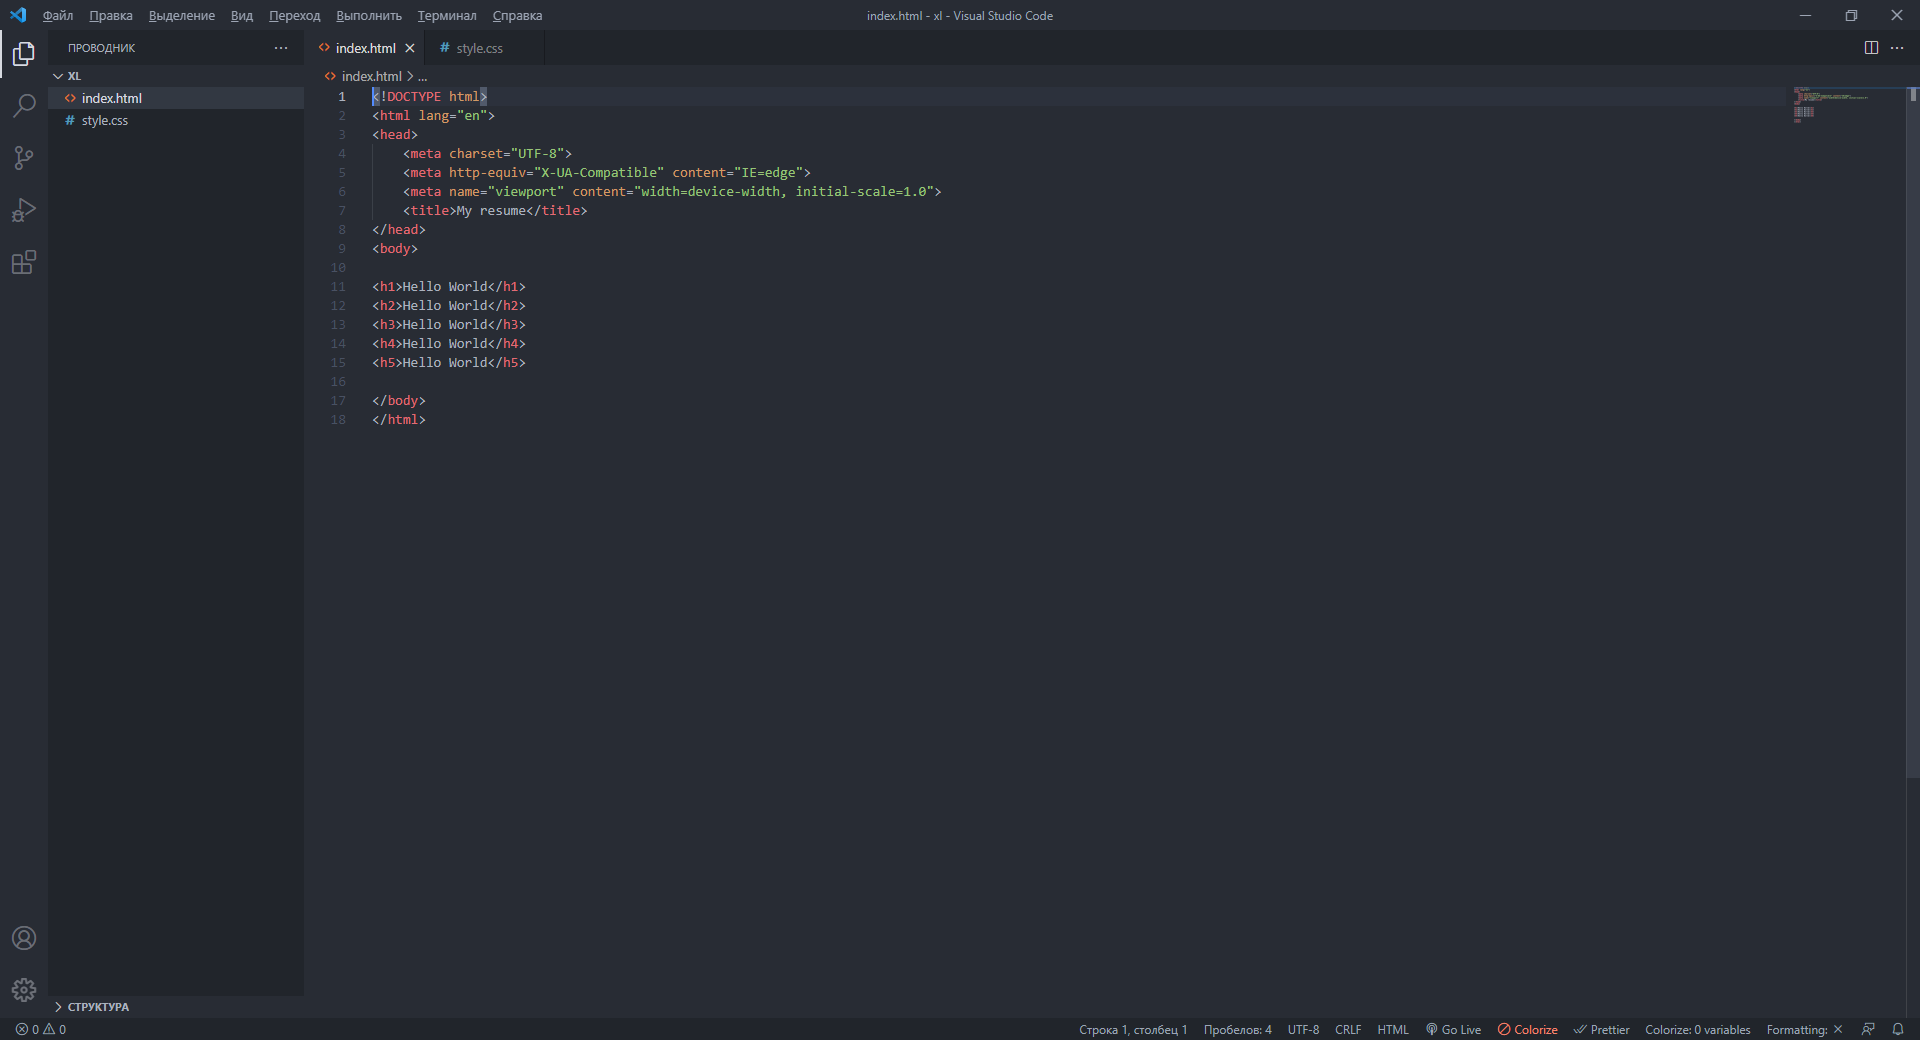 Файл Правка Выделение Вид Переход Выполнить Терминал Справка
index.html - xl - Visual Studio Code
ПРОВОДНИК
XL
index.html
style.css
СТРУКТУРА
index.html style.css
index.html > ...
1 <!DOCTYPE html>
2 <html lang="en">
3 <head>
4     <meta charset="UTF-8">
5     <meta http-equiv="X-UA-Compatible" content="IE=edge">
6     <meta name="viewport" content="width=device-width, initial-scale=1.0">
7     <title>My resume</title>
8 </head>
9 <body>
10
11 <h1>Hello World</h1>
12 <h2>Hello World</h2>
13 <h3>Hello World</h3>
14 <h4>Hello World</h4>
15 <h5>Hello World</h5>
16
17 </body>
18 </html>
0 0
Строка 1, столбец 1 Пробелов: 4 UTF-8 CRLF HTML Go Live Colorize Prettier Colorize: 0 variables Formatting: ×